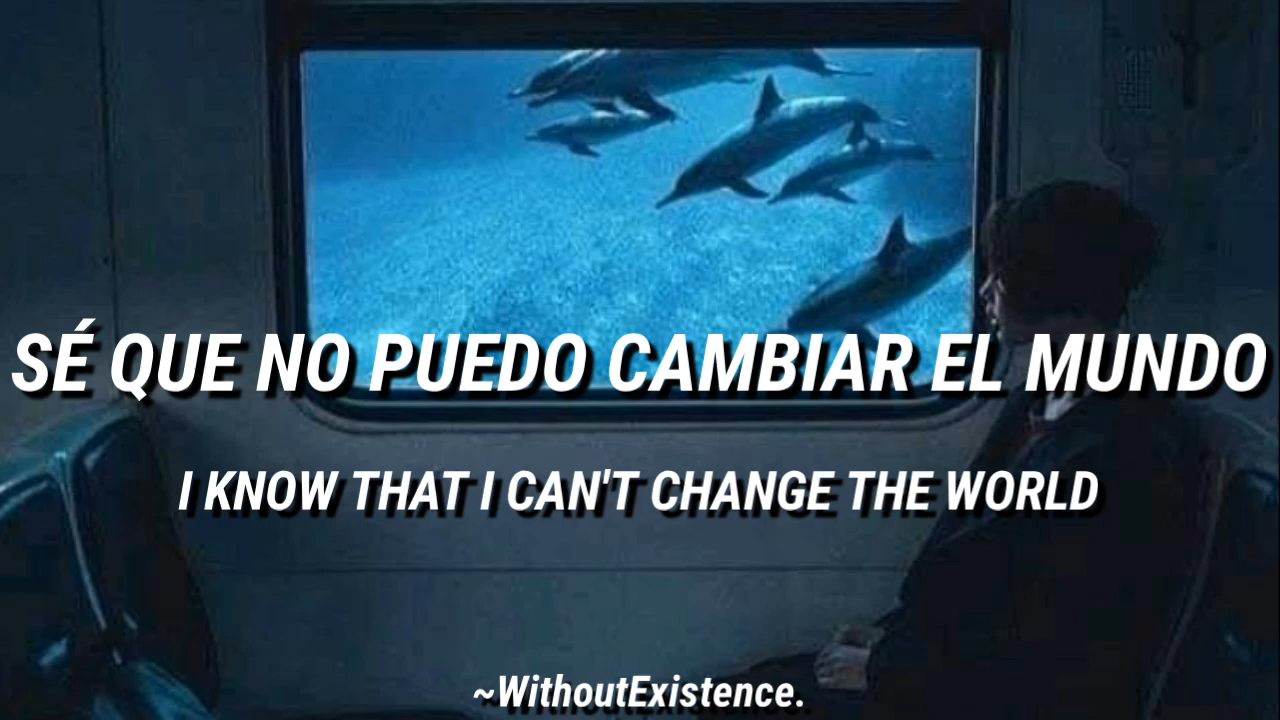 SÉ QUE NO PUEDO CAMBIAR EL MUNDO
I KNOW THAT I CAN'T CHANGE THE WORLD
~WithoutExistence.